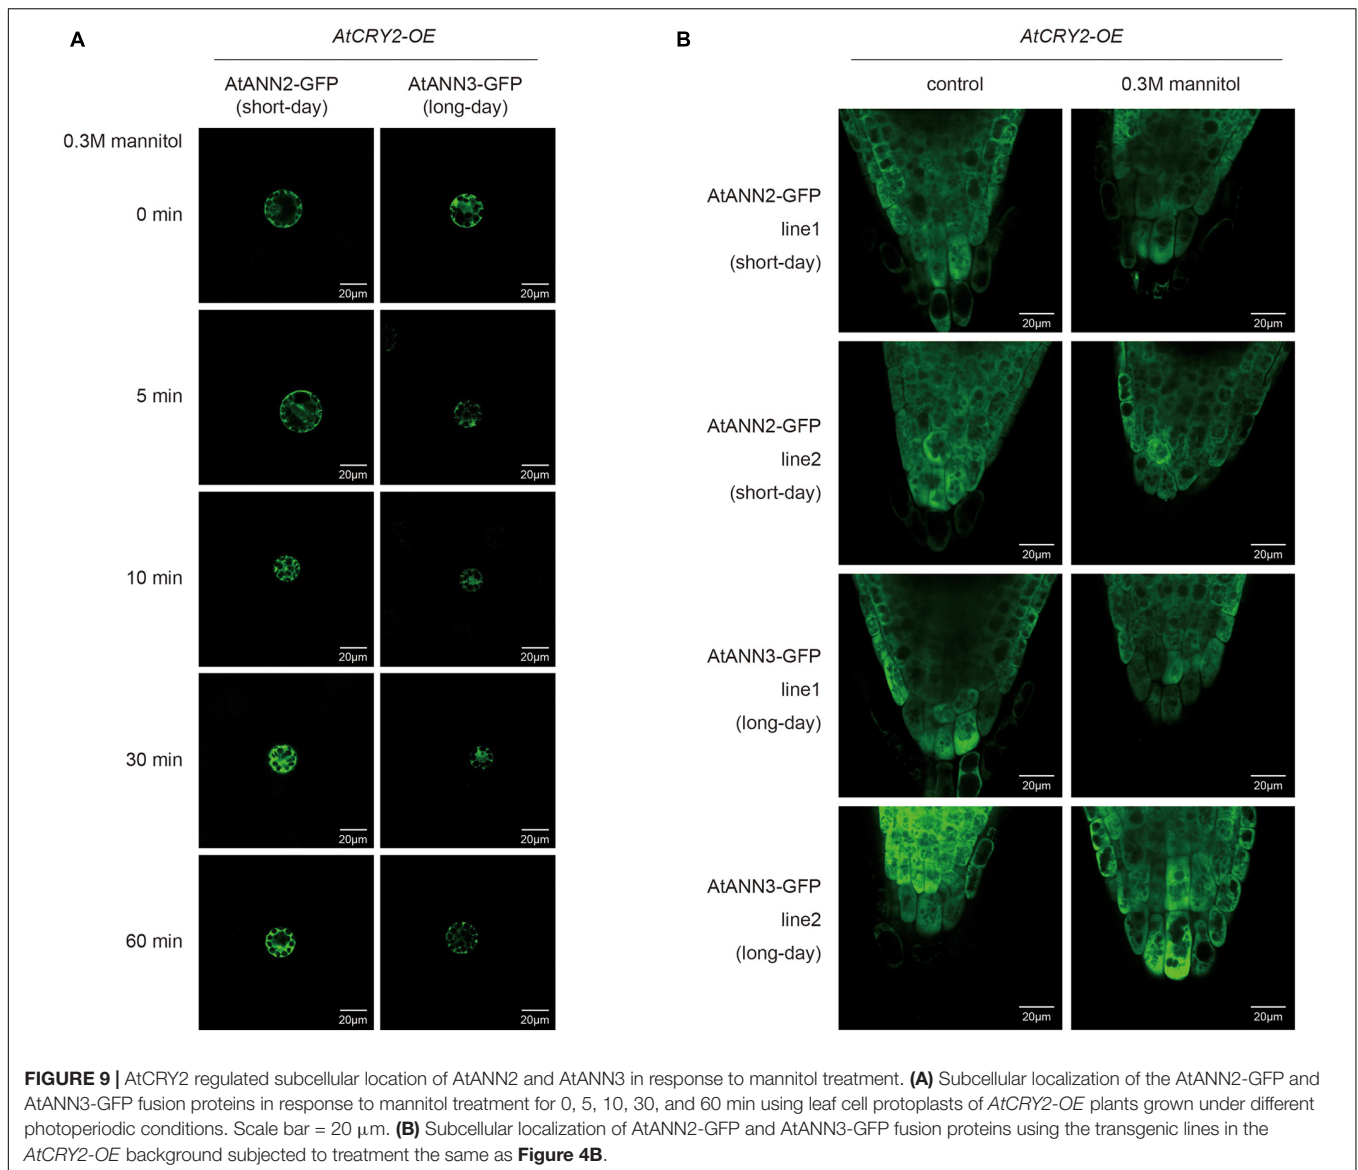 A
AtCRY2-OE
AtANN2-GFP
(short-day)
AtANN3-GFP
(long-day)
0.3M mannitol
0 min
20μm
20μm
5 min
20μm
20μm
10 min
20μm
20μm
30 min
20μm
20μm
60 min
20μm
20μm
B
AtCRY2-OE
control
0.3M mannitol
AtANN2-GFP
line1
(short-day)
20μm
20μm
AtANN2-GFP
line2
(short-day)
20μm
20μm
AtANN3-GFP
line1
(long-day)
20μm
20μm
AtANN3-GFP
line2
(long-day)
20μm
20μm
FIGURE 9 | AtCRY2 regulated subcellular location of AtANN2 and AtANN3 in response to mannitol treatment. (A) Subcellular localization of the AtANN2-GFP and
AtANN3-GFP fusion proteins in response to mannitol treatment for 0, 5, 10, 30, and 60 min using leaf cell protoplasts of AtCRY2-OE plants grown under different
photoperiodic conditions. Scale bar = 20 μm. (B) Subcellular localization of AtANN2-GFP and AtANN3-GFP fusion proteins using the transgenic lines in the
AtCRY2-OE background subjected to treatment the same as Figure 4B.